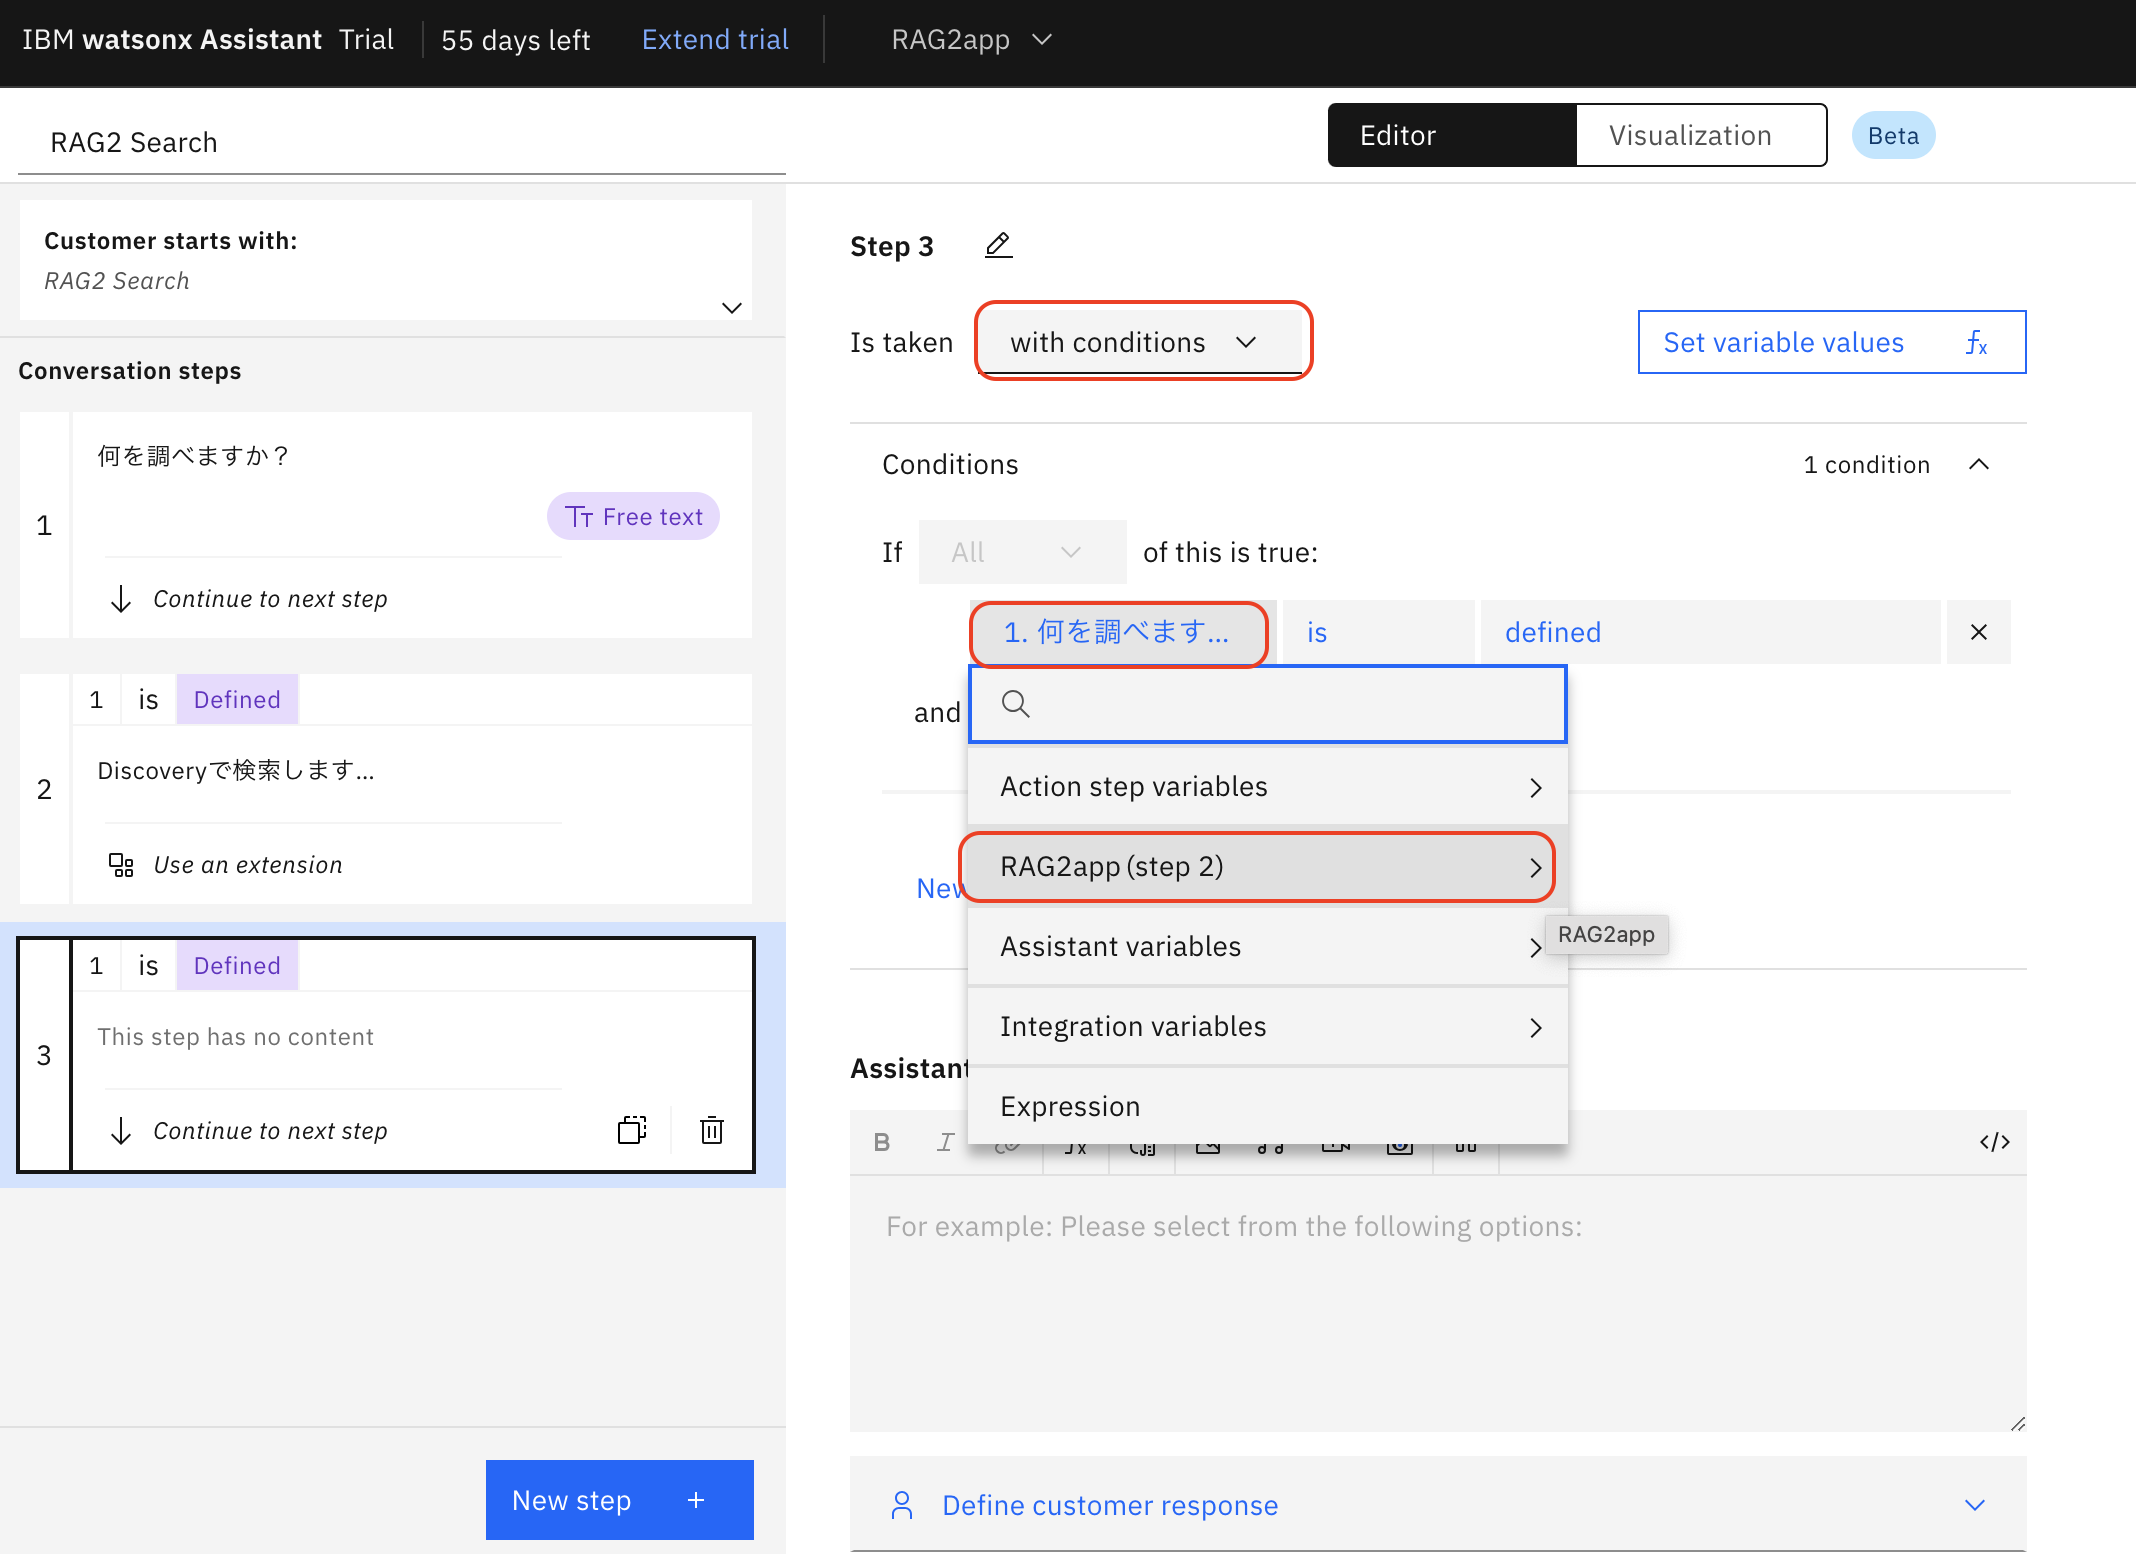 IBM watsonx Assistant Trial 55 days left Extend trial RAG2app
RAG2 Search
Editor Visualization Beta
Customer starts with:
RAG2 Search
Conversation steps
1
何を調べますか？
Free text
Continue to next step
2
1 is Defined
Discoveryで検索します...
Use an extension
3
1 is Defined
This step has no content
Continue to next step
New step +
Step 3
Is taken with conditions Set variable values fx
Conditions 1 condition
If All of this is true:
1. 何を調べます... is defined
and
Action step variables
RAG2app (step 2)
New
RAG2app
Assistant variables
Integration variables
Expression
Assistant
B I </>
For example: Please select from the following options:
Define customer response